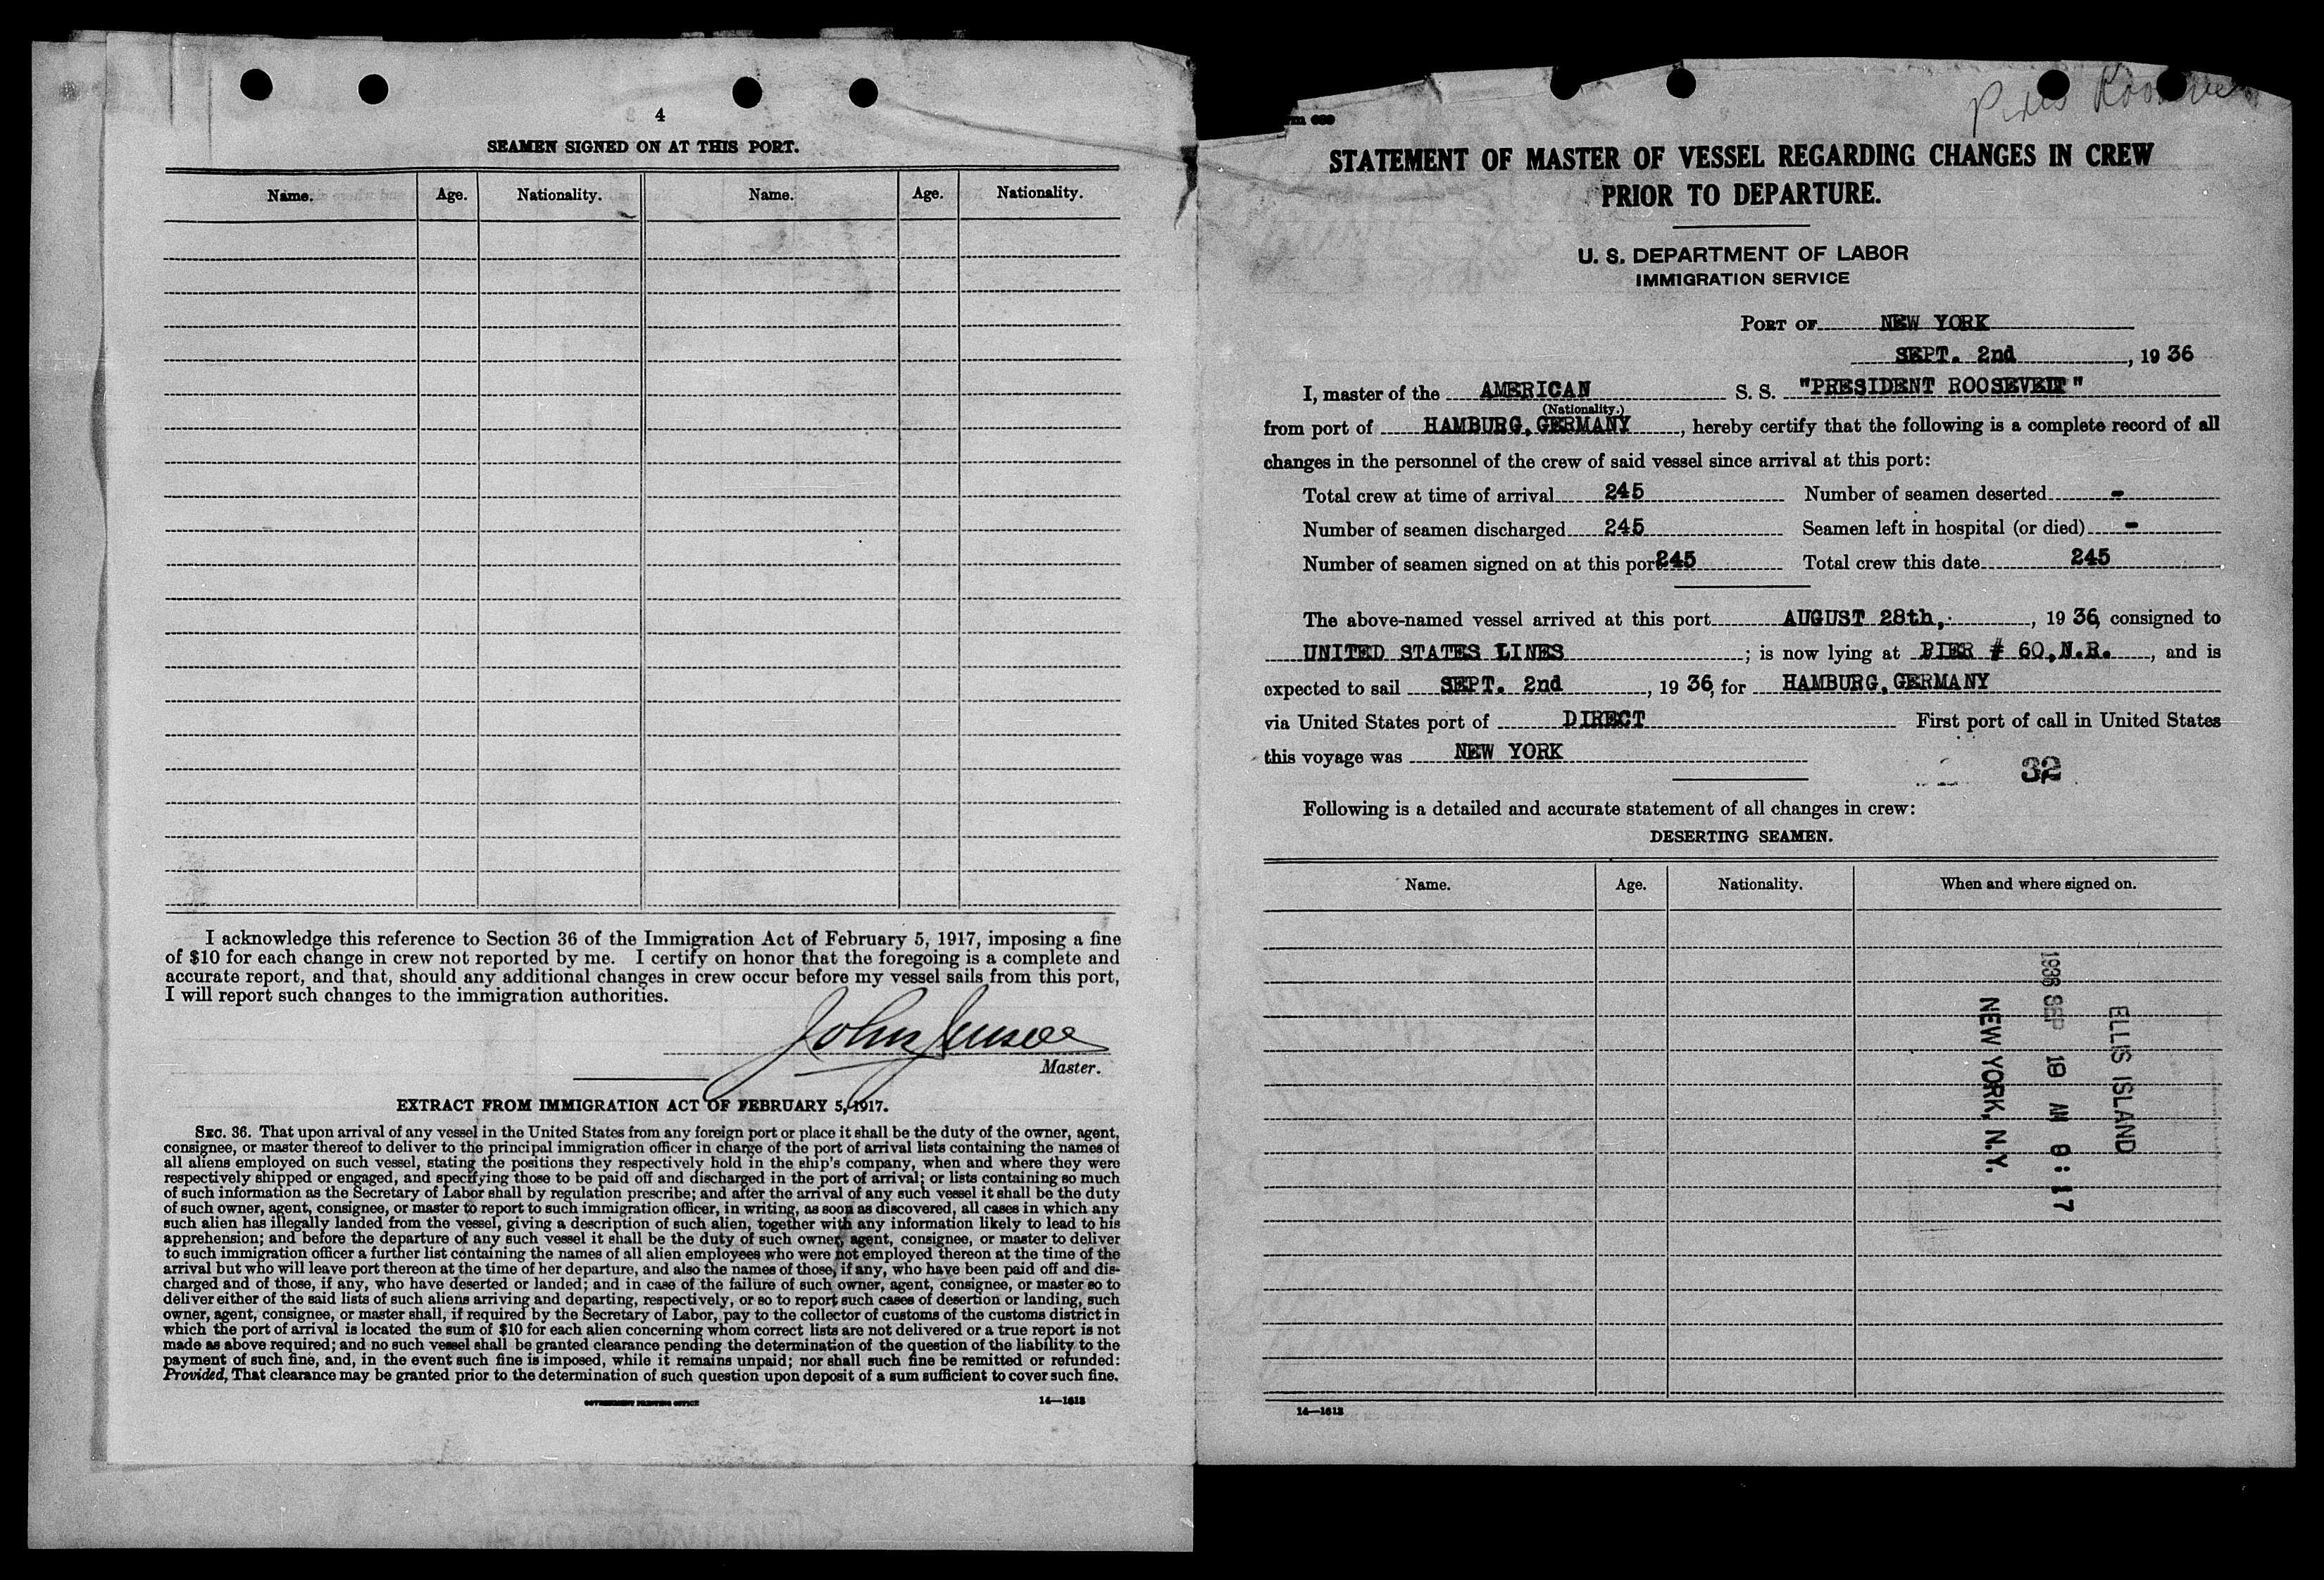 4
SEAMEN SIGNED ON AT THIS PORT.
Name. Age. Nationality. Name. Age. Nationality.
I acknowledge this reference to Section 36 of the Immigration Act of February 5, 1917, imposing a fine
of $10 for each change in crew not reported by me. I certify on honor that the foregoing is a complete and
accurate report, and that, should any additional changes in crew occur before my vessel sails from this port,
I will report such changes to the immigration authorities.
John Jensen
Master.
EXTRACT FROM IMMIGRATION ACT OF FEBRUARY 5, 1917.
SEC. 36. That upon arrival of any vessel in the United States from any foreign port or place it shall be the duty of the owner, agent,
consignee, or master thereof to deliver to the principal immigration officer in charge of the port of arrival lists containing the names of
all aliens employed on such vessel, stating the positions they respectively hold in the ship's company, when and where they were
respectively shipped or engaged, and specifying those to be paid off and discharged in the port of arrival; or lists containing so much
of such information as the Secretary of Labor shall by regulation prescribe; and after the arrival of any such vessel it shall be the duty
of such owner, agent, consignee, or master to report to such immigration officer, in writing, as soon as discovered, all cases in which any
such alien has illegally landed from the vessel, giving a description of such alien, together with any information likely to lead to his
apprehension; and before the departure of any such vessel it shall be the duty of such owner, agent, consignee, or master to deliver
to such immigration officer a further list containing the names of all alien employees who were not employed thereon at the time of the
arrival but who will leave port thereon at the time of her departure, and also the names of those, if any, who have been paid off and dis-
charged and of those, if any, who have deserted or landed; and in case of the failure of such owner, agent, consignee, or master so to
deliver either of the said lists of such aliens arriving and departing, respectively, or so to report such cases of desertion or landing, such
owner, agent, consignee, or master shall, if required by the Secretary of Labor, pay to the collector of customs of the customs district in
which the port of arrival is located the sum of $10 for each alien concerning whom correct lists are not delivered or a true report is not
made as above required; and no such vessel shall be granted clearance pending the determination of the question of the liability to the
payment of such fine, and, in the event such fine is imposed, while it remains unpaid; nor shall such fine be remitted or refunded:
Provided, That clearance may be granted prior to the determination of such question upon deposit of a sum sufficient to cover such fine.
GOVERNMENT PRINTING OFFICE 14—1613
Pres Roosevel
STATEMENT OF MASTER OF VESSEL REGARDING CHANGES IN CREW
PRIOR TO DEPARTURE.
U. S. DEPARTMENT OF LABOR
IMMIGRATION SERVICE
PORT OF NEW YORK
SEPT. 2nd, 1936
I, master of the AMERICAN S. S. "PRESIDENT ROOSEVELT"
(Nationality.)
from port of HAMBURG, GERMANY, hereby certify that the following is a complete record of all
changes in the personnel of the crew of said vessel since arrival at this port:
Total crew at time of arrival 245 Number of seamen deserted -
Number of seamen discharged 245 Seamen left in hospital (or died) -
Number of seamen signed on at this port 245 Total crew this date 245
The above-named vessel arrived at this port AUGUST 28th, , 1936, consigned to
UNITED STATES LINES ; is now lying at PIER # 60, N.R. , and is
expected to sail SEPT. 2nd , 1936, for HAMBURG, GERMANY
via United States port of DIRECT First port of call in United States
this voyage was NEW YORK
32
Following is a detailed and accurate statement of all changes in crew:
DESERTING SEAMEN.
Name. Age. Nationality. When and where signed on.
ELLIS ISLAND
1936 SEP 19 AM 8:17
NEW YORK, N.Y.
14—1613